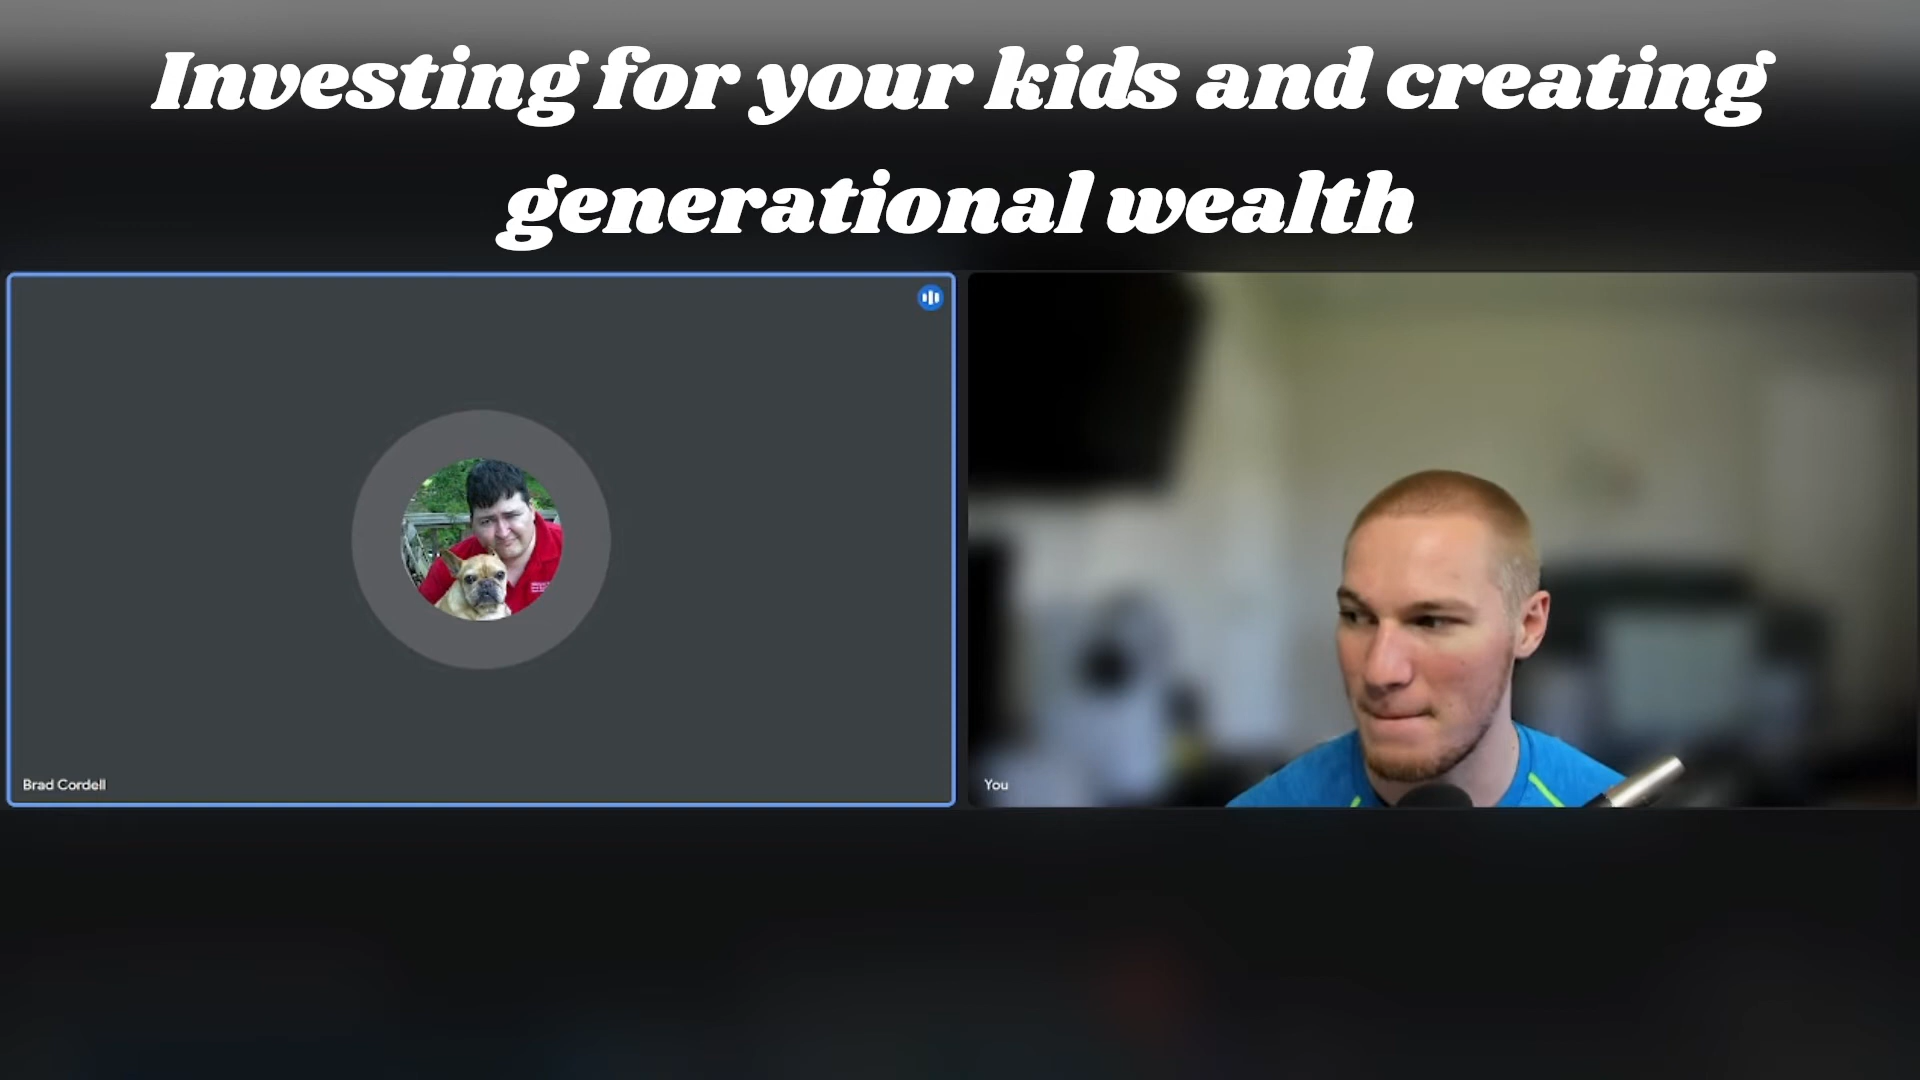 Investing for your kids and creating
generational wealth
Brad Cordell
You